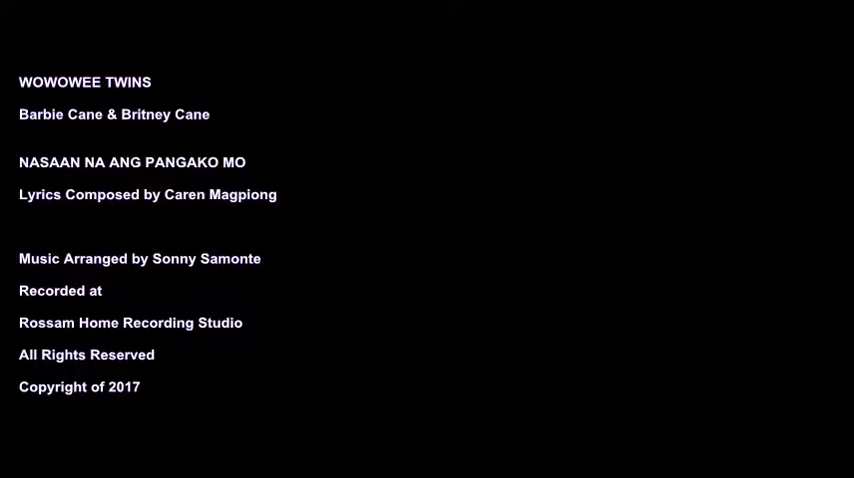 WOWOWEE TWINS
Barbie Cane & Britney Cane
NASAAN NA ANG PANGAKO MO
Lyrics Composed by Caren Magpiong
Music Arranged by Sonny Samonte
Recorded at
Rossam Home Recording Studio
All Rights Reserved
Copyright of 2017